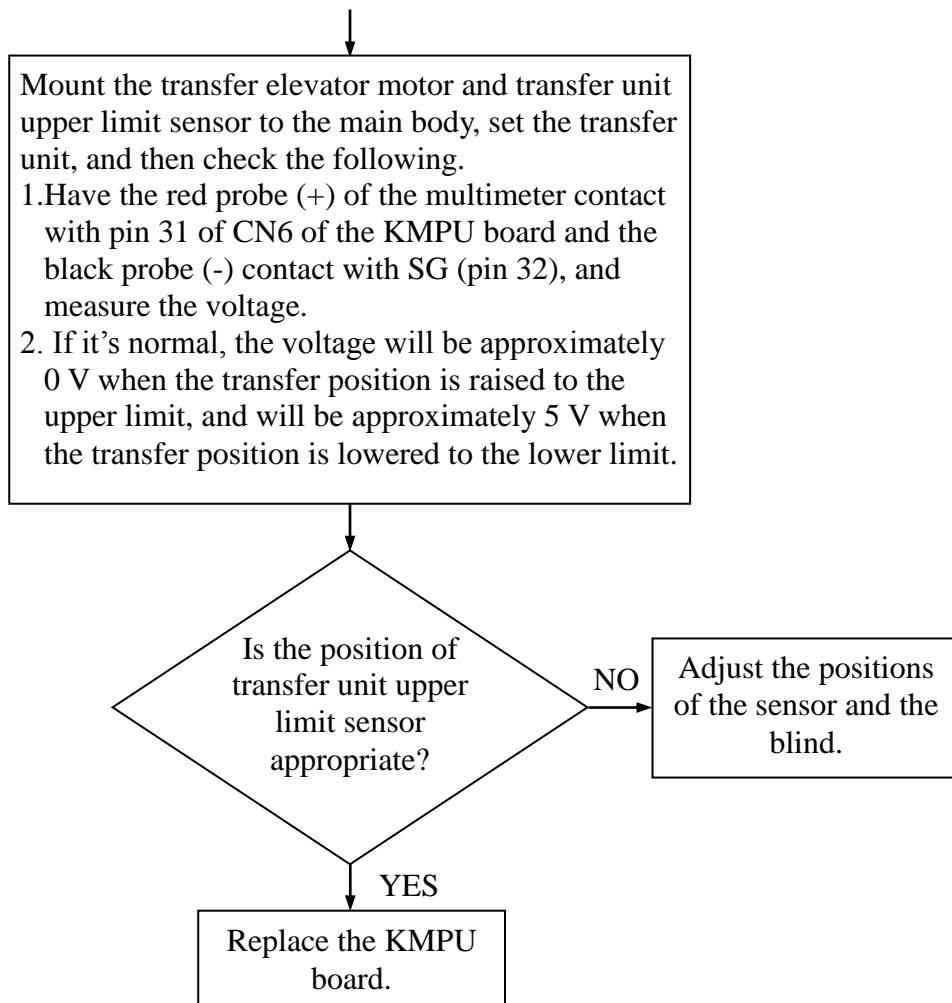 Mount the transfer elevator motor and transfer unit
upper limit sensor to the main body, set the transfer
unit, and then check the following.
1.Have the red probe (+) of the multimeter contact
with pin 31 of CN6 of the KMPU board and the
black probe (-) contact with SG (pin 32), and
measure the voltage.
2. If it’s normal, the voltage will be approximately
0 V when the transfer position is raised to the
upper limit, and will be approximately 5 V when
the transfer position is lowered to the lower limit.
Is the position of
transfer unit upper
limit sensor
appropriate?
NO
Adjust the positions
of the sensor and the
blind.
YES
Replace the KMPU
board.